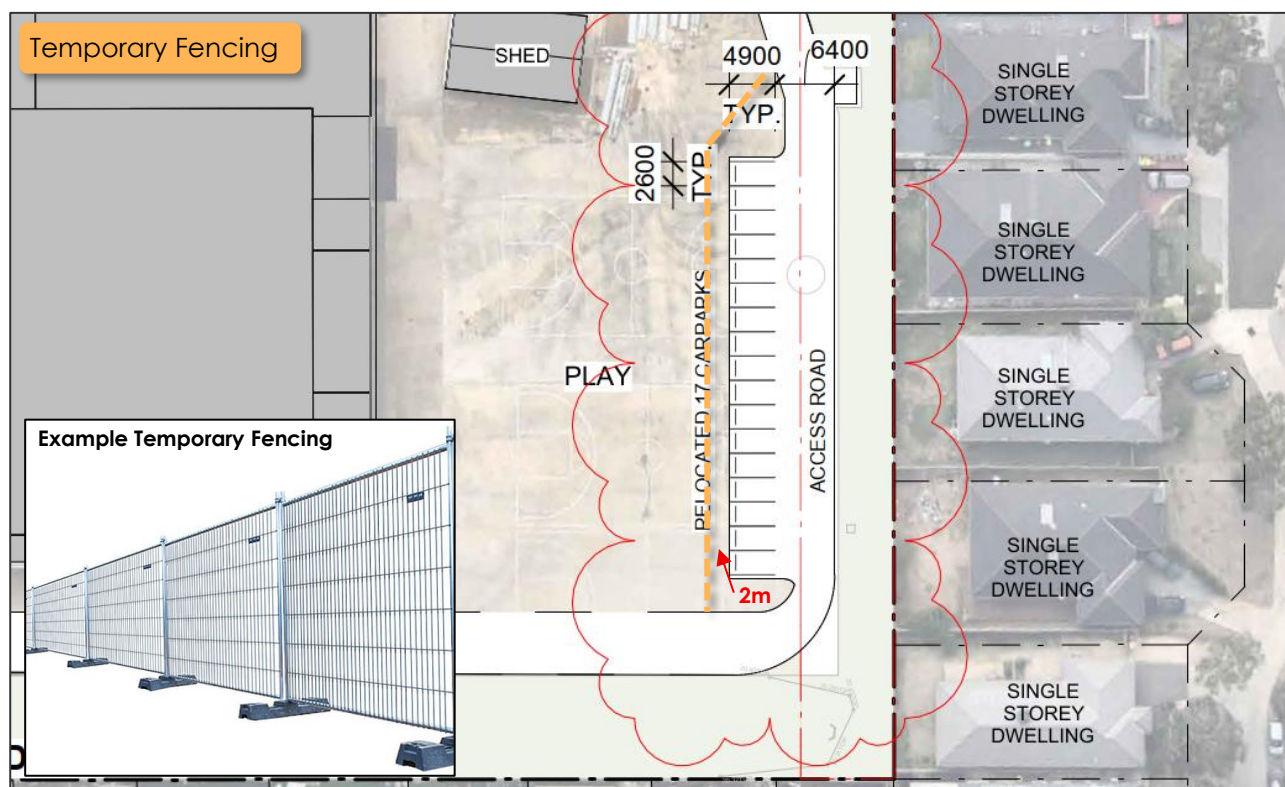 Temporary Fencing
SHED
4900
6400
TYP.
2600
TYP.
SINGLE
STOREY
DWELLING
SINGLE
STOREY
DWELLING
RELOCATED 17 CARPARKS
PLAY
ACCESS ROAD
SINGLE
STOREY
DWELLING
Example Temporary Fencing
SINGLE
STOREY
DWELLING
2m
SINGLE
STOREY
DWELLING
D